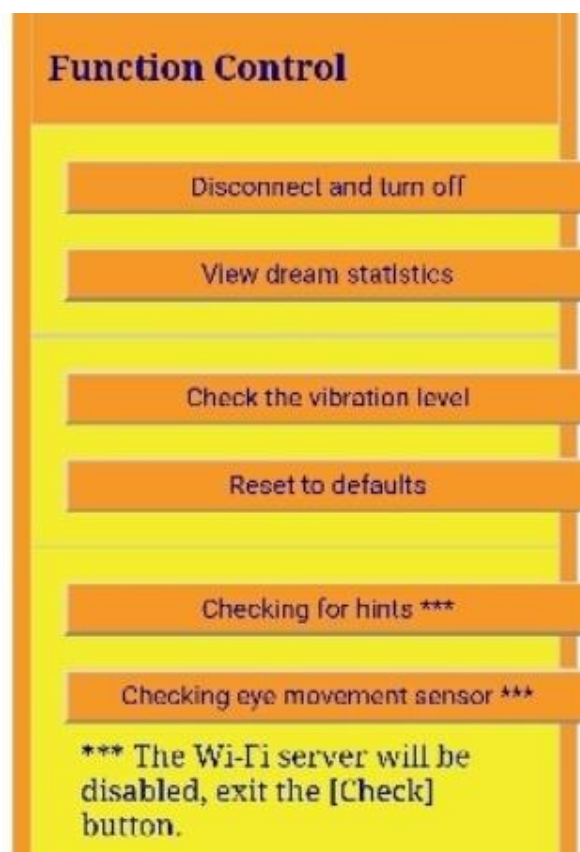 Function Control
Disconnect and turn off
View dream statistics
Check the vibration level
Reset to defaults
Checking for hints ***
Checking eye movement sensor ***
*** The Wi-Fi server will be
disabled, exit the [Check]
button.